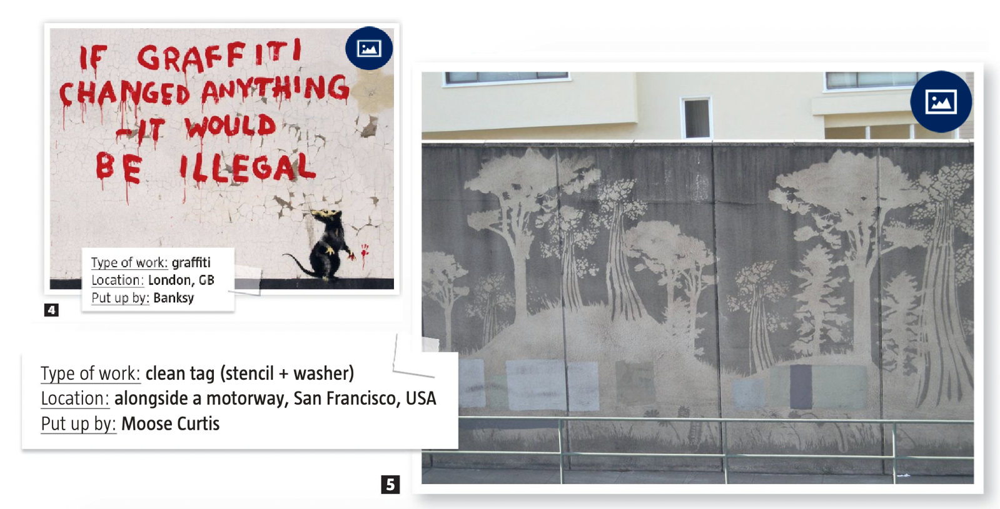 IF GRAFFITI
CHANGED ANYTHING
-IT WOULD
BE ILLEGAL
Type of work: graffiti
Location: London, GB
Put up by: Banksy
4
Type of work: clean tag (stencil + washer)
Location: alongside a motorway, San Francisco, USA
Put up by: Moose Curtis
5